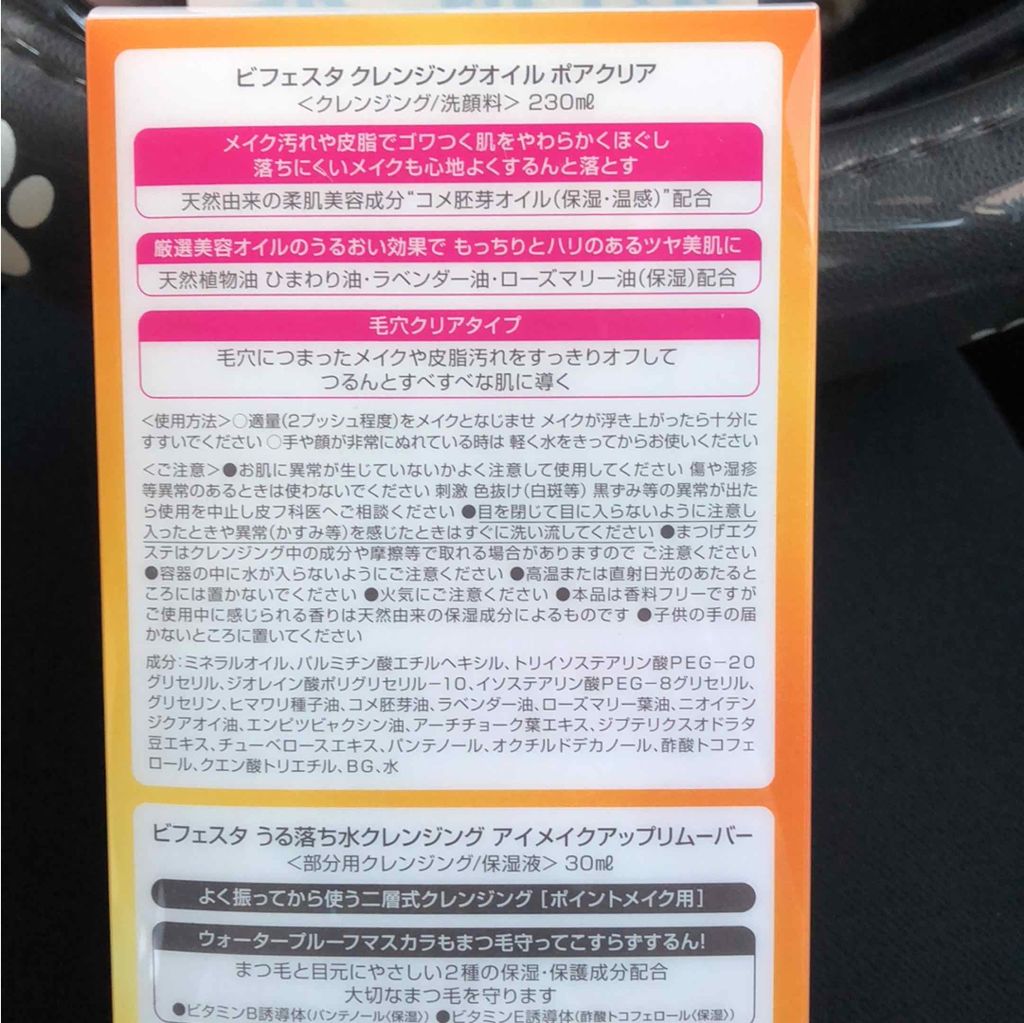 ビフェスタ クレンジングオイル ポアクリア
<クレンジング/洗顔料> 230㎖
メイク汚れや皮脂でゴワつく肌をやわらかくほぐし
落ちにくいメイクも心地よくするんと落とす
天然由来の柔肌美容成分“コメ胚芽オイル(保湿・温感)”配合
厳選美容オイルのうるおい効果で もっちりとハリのあるツヤ美肌に
天然植物油 ひまわり油・ラベンダー油・ローズマリー油(保湿)配合
毛穴クリアタイプ
毛穴につまったメイクや皮脂汚れをすっきりオフして
つるんとすべすべな肌に導く
<使用方法>○適量(2プッシュ程度)をメイクとなじませ メイクが浮き上がったら十分に
すすいでください ○手や顔が非常にぬれている時は 軽く水をきってからお使いください
<ご注意>●お肌に異常が生じていないかよく注意して使用してください 傷や湿疹
等異常のあるときは使わないでください 刺激 色抜け(白斑等) 黒ずみ等の異常が出た
ら使用を中止し皮フ科医へご相談ください ●目を閉じて目に入らないように注意し
入ったときや異常(かすみ等)を感じたときはすぐに洗い流してください ●まつげエク
ステはクレンジング中の成分や摩擦等で取れる場合がありますので ご注意ください
●容器の中に水が入らないようにご注意ください ●高温または直射日光のあたると
ころには置かないでください ●火気にご注意ください ●本品は香料フリーですが
ご使用中に感じられる香りは天然由来の保湿成分によるものです ●子供の手の届
かないところに置いてください
成分:ミネラルオイル、パルミチン酸エチルヘキシル、トリイソステアリン酸PEG-20
グリセリル、ジオレイン酸ポリグリセリル-10、イソステアリン酸PEG-8グリセリル、
グリセリン、ヒマワリ種子油、コメ胚芽油、ラベンダー油、ローズマリー葉油、ニオイテン
ジクアオイ油、エンピツビャクシン油、アーチチョーク葉エキス、ジプテリクスオドラタ
豆エキス、チューベロースエキス、パンテノール、オクチルドデカノール、酢酸トコフェ
ロール、クエン酸トリエチル、BG、水
ビフェスタ うる落ち水クレンジング アイメイクアップリムーバー
<部分用クレンジング/保湿液> 30㎖
よく振ってから使う二層式クレンジング [ポイントメイク用]
ウォータープルーフマスカラもまつ毛守ってこすらずするん!
まつ毛と目元にやさしい2種の保湿・保護成分配合
大切なまつ毛を守ります
●ビタミンB誘導体(パンテノール〈保湿〉) ●ビタミンE誘導体(酢酸トコフェロール〈保湿〉)